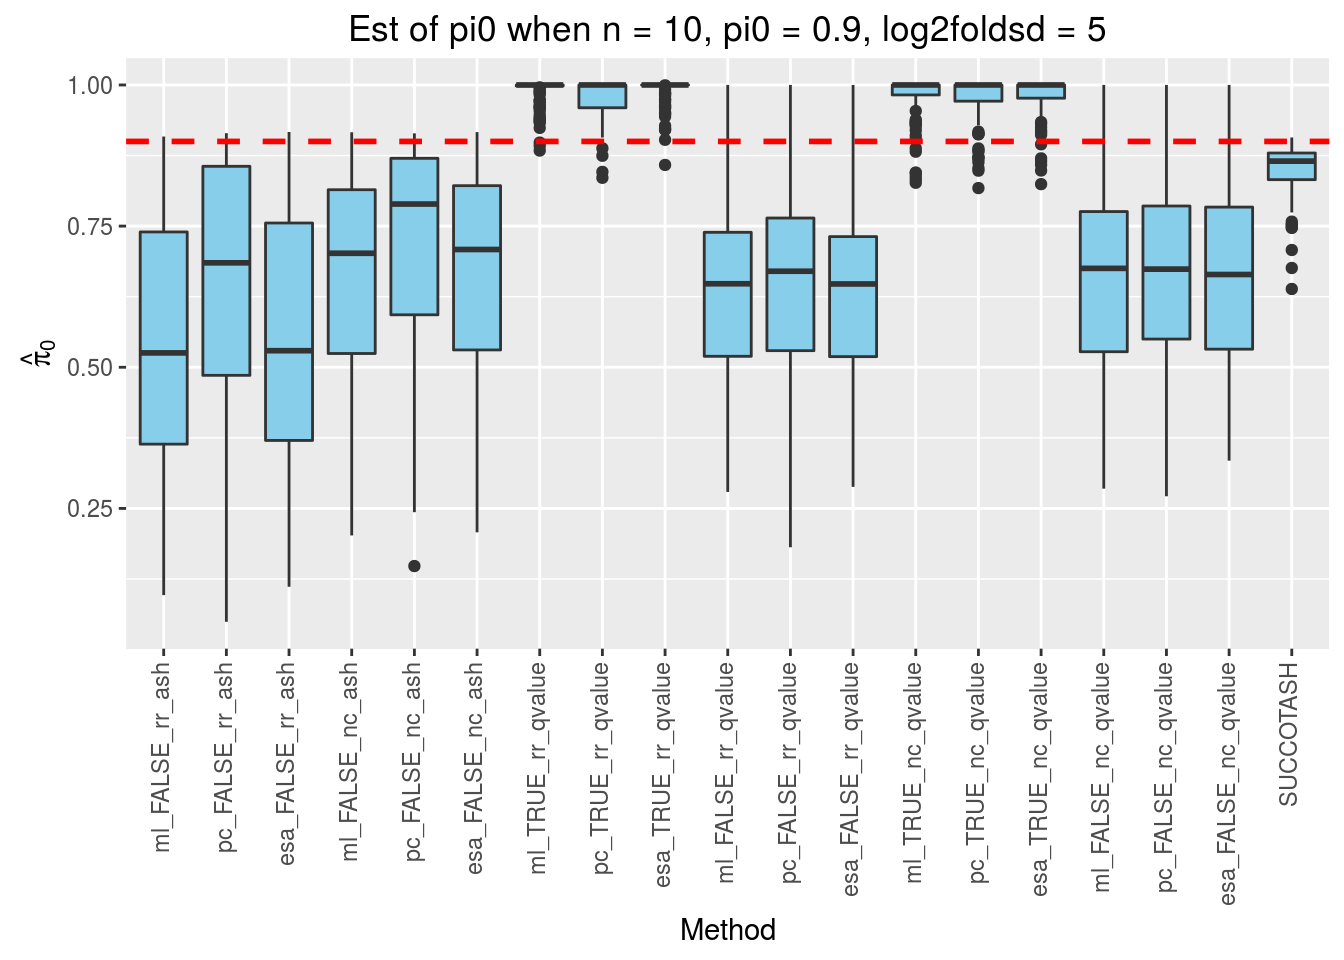 Est of pi0 when n = 10, pi0 = 0.9, log2foldsd = 5
1.00
0.75
0.50
0.25
π̂₀
ml_FALSE_rr_ash
pc_FALSE_rr_ash
esa_FALSE_rr_ash
ml_FALSE_nc_ash
pc_FALSE_nc_ash
esa_FALSE_nc_ash
ml_TRUE_rr_qvalue
pc_TRUE_rr_qvalue
esa_TRUE_rr_qvalue
ml_FALSE_rr_qvalue
pc_FALSE_rr_qvalue
esa_FALSE_rr_qvalue
ml_TRUE_nc_qvalue
pc_TRUE_nc_qvalue
esa_TRUE_nc_qvalue
ml_FALSE_nc_qvalue
pc_FALSE_nc_qvalue
esa_FALSE_nc_qvalue
SUCCOTASH
Method